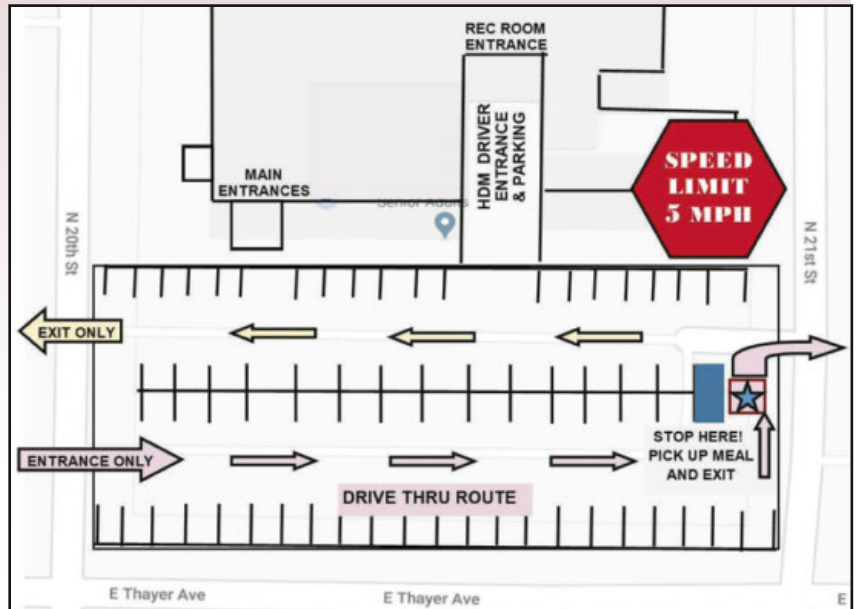 REC ROOM
ENTRANCE
HDM DRIVER
ENTRANCE
& PARKING
MAIN
ENTRANCES
SPEED
LIMIT
5 MPH
Senior Adults
N 20th St
N 21st St
EXIT ONLY
STOP HERE!
PICK UP MEAL
AND EXIT
ENTRANCE ONLY
DRIVE THRU ROUTE
E Thayer Ave
E Thayer Ave
E